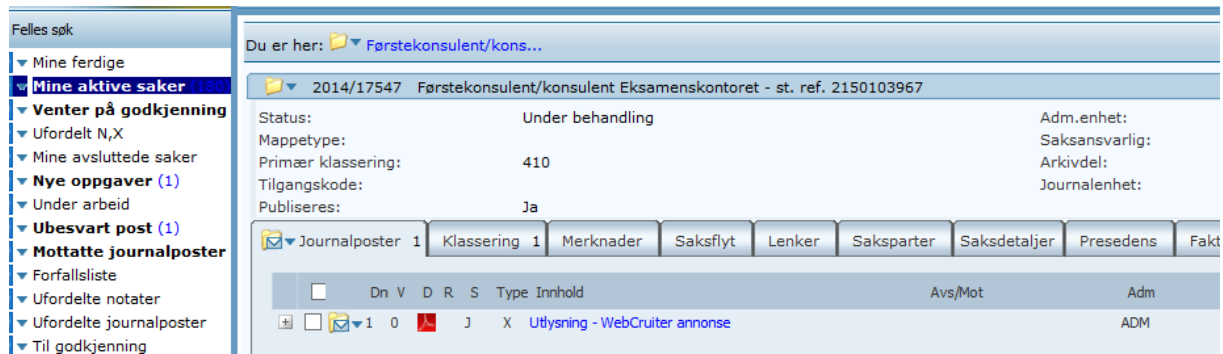 Felles søk
Mine ferdige
Mine aktive saker
Venter på godkjenning
Ufordelt N,X
Mine avsluttede saker
Nye oppgaver (1)
Under arbeid
Ubesvart post (1)
Mottatte journalposter
Forfallsliste
Ufordelte notater
Ufordelte journalposter
Til godkjenning
Du er her: Førstekonsulent/kons...
2014/17547 Førstekonsulent/konsulent Eksamenskontoret - st. ref. 2150103967
Status: Under behandling Adm.enhet:
Mappetype: Saksansvarlig:
Primær klassering: 410 Arkivdel:
Tilgangskode: Journalenhet:
Publiseres: Ja
Journalposter 1 Klassering 1 Merknader Saksflyt Lenker Saksparter Saksdetaljer Presedens Fakt
Dn V D R S Type Innhold Avs/Mot Adm
1 0 J X Utlysning - WebCruiter annonse ADM